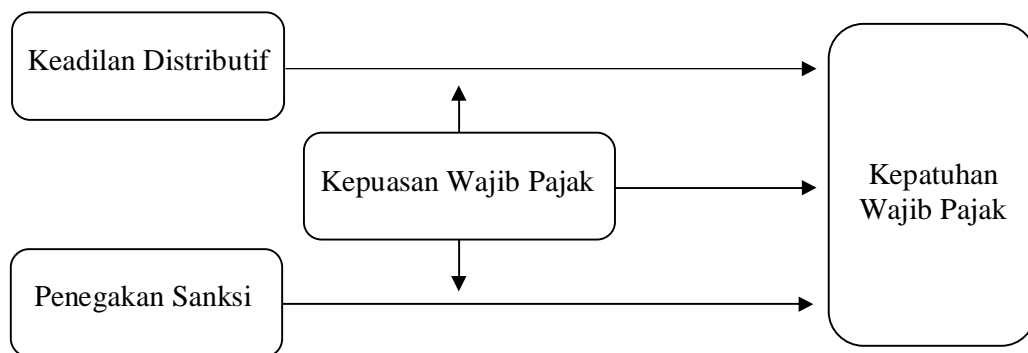 Keadilan Distributif
Kepuasan Wajib Pajak
Penegakan Sanksi
Kepatuhan
Wajib Pajak